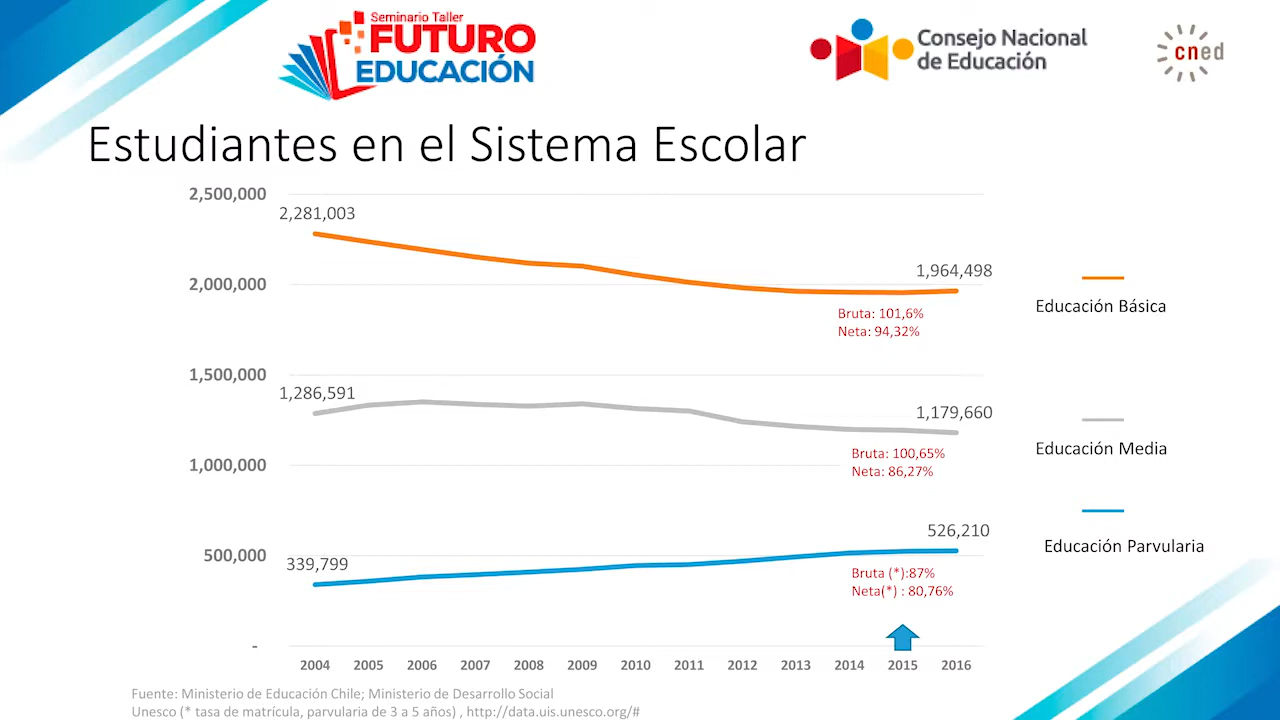 Seminario Taller
FUTURO
EDUCACIÓN
Consejo Nacional
de Educación
cned
Estudiantes en el Sistema Escolar
2,500,000
2,281,003
2,000,000
1,964,498
Bruta: 101,6%
Neta: 94,32%
Educación Básica
1,500,000
1,286,591
1,179,660
Bruta: 100,65%
Neta: 86,27%
Educación Media
1,000,000
526,210
500,000
339,799
Bruta (*):87%
Neta(*) : 80,76%
Educación Parvularia
-
2004 2005 2006 2007 2008 2009 2010 2011 2012 2013 2014 2015 2016
Fuente: Ministerio de Educación Chile; Ministerio de Desarrollo Social
Unesco (* tasa de matrícula, parvularia de 3 a 5 años) , http://data.uis.unesco.org/#